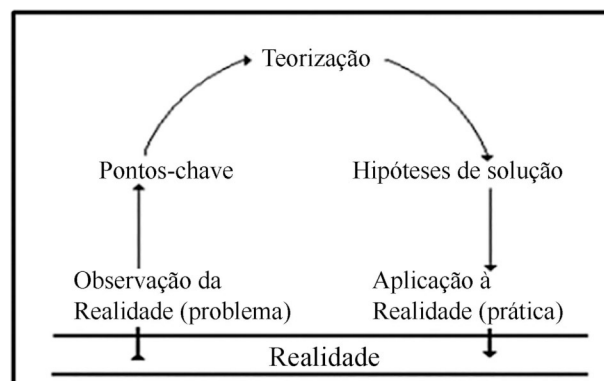 Teorização
Pontos-chave
Hipóteses de solução
Observação da
Realidade (problema)
Aplicação à
Realidade (prática)
Realidade